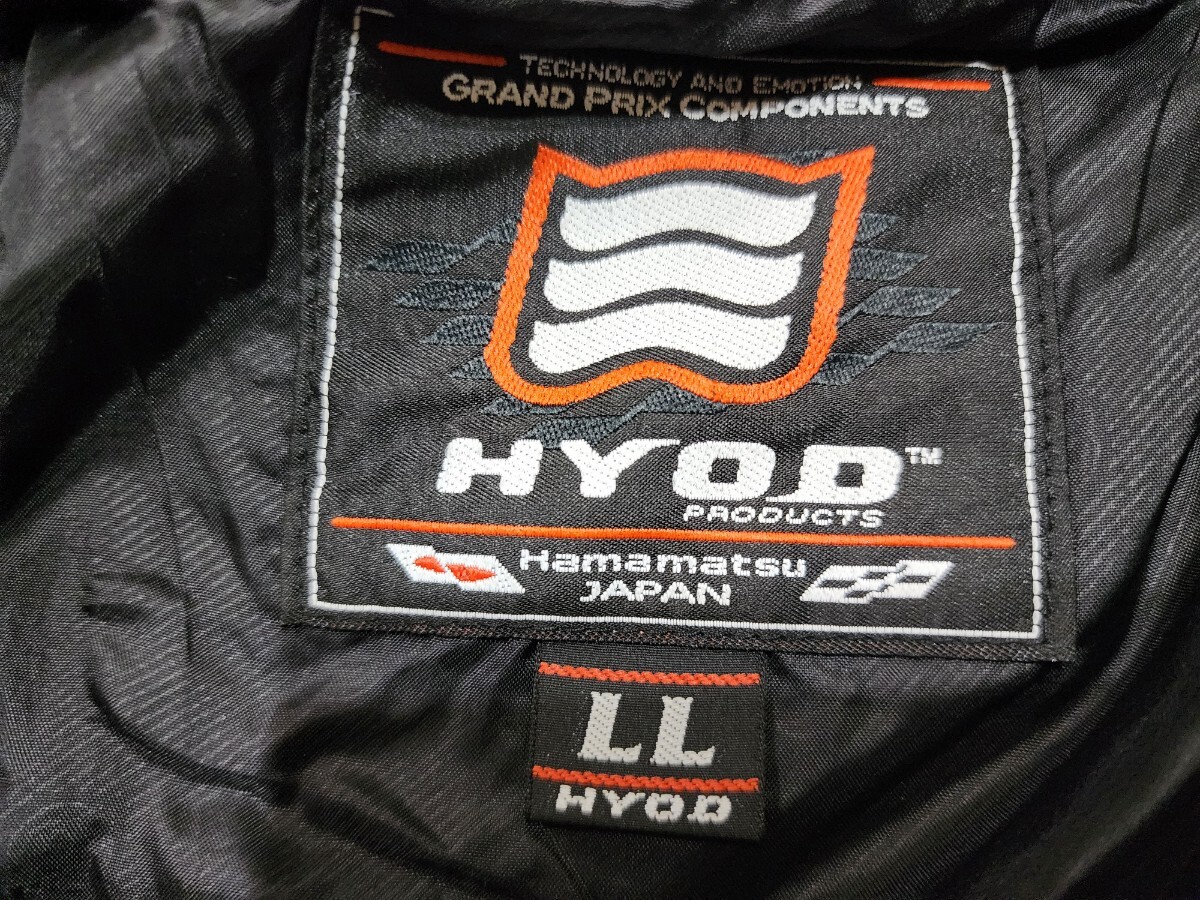 TECHNOLOGY AND EMOTION
GRAND PRIX COMPONENTS
HYOD™
PRODUCTS
Hamamatsu
JAPAN
LL
HYOD